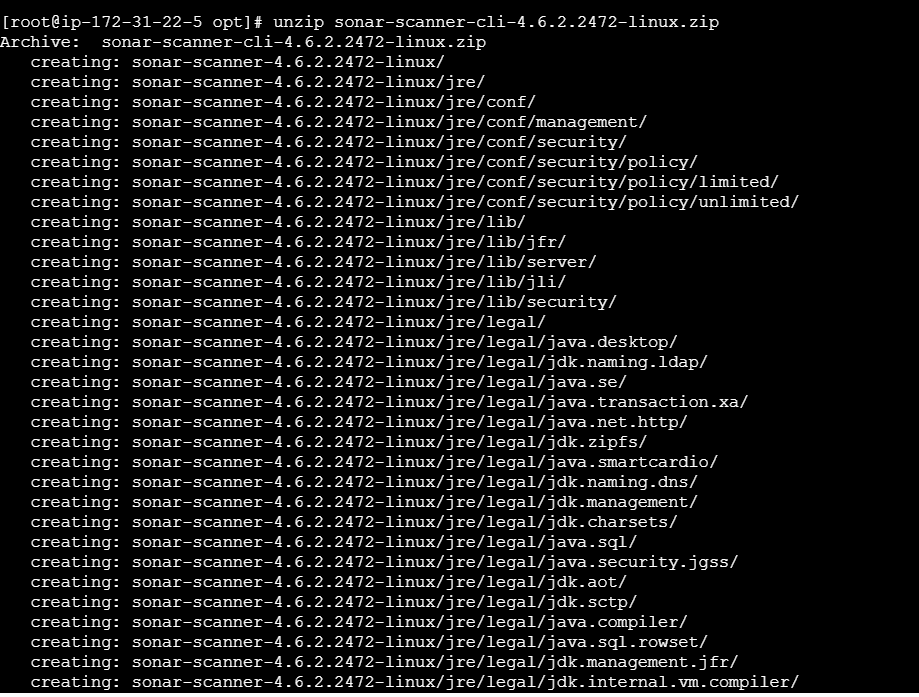 [root@ip-172-31-22-5 opt]# unzip sonar-scanner-cli-4.6.2.2472-linux.zip
Archive:  sonar-scanner-cli-4.6.2.2472-linux.zip
   creating: sonar-scanner-4.6.2.2472-linux/
   creating: sonar-scanner-4.6.2.2472-linux/jre/
   creating: sonar-scanner-4.6.2.2472-linux/jre/conf/
   creating: sonar-scanner-4.6.2.2472-linux/jre/conf/management/
   creating: sonar-scanner-4.6.2.2472-linux/jre/conf/security/
   creating: sonar-scanner-4.6.2.2472-linux/jre/conf/security/policy/
   creating: sonar-scanner-4.6.2.2472-linux/jre/conf/security/policy/limited/
   creating: sonar-scanner-4.6.2.2472-linux/jre/conf/security/policy/unlimited/
   creating: sonar-scanner-4.6.2.2472-linux/jre/lib/
   creating: sonar-scanner-4.6.2.2472-linux/jre/lib/jfr/
   creating: sonar-scanner-4.6.2.2472-linux/jre/lib/server/
   creating: sonar-scanner-4.6.2.2472-linux/jre/lib/jli/
   creating: sonar-scanner-4.6.2.2472-linux/jre/lib/security/
   creating: sonar-scanner-4.6.2.2472-linux/jre/legal/
   creating: sonar-scanner-4.6.2.2472-linux/jre/legal/java.desktop/
   creating: sonar-scanner-4.6.2.2472-linux/jre/legal/jdk.naming.ldap/
   creating: sonar-scanner-4.6.2.2472-linux/jre/legal/java.se/
   creating: sonar-scanner-4.6.2.2472-linux/jre/legal/java.transaction.xa/
   creating: sonar-scanner-4.6.2.2472-linux/jre/legal/java.net.http/
   creating: sonar-scanner-4.6.2.2472-linux/jre/legal/jdk.zipfs/
   creating: sonar-scanner-4.6.2.2472-linux/jre/legal/java.smartcardio/
   creating: sonar-scanner-4.6.2.2472-linux/jre/legal/jdk.naming.dns/
   creating: sonar-scanner-4.6.2.2472-linux/jre/legal/jdk.management/
   creating: sonar-scanner-4.6.2.2472-linux/jre/legal/jdk.charsets/
   creating: sonar-scanner-4.6.2.2472-linux/jre/legal/java.sql/
   creating: sonar-scanner-4.6.2.2472-linux/jre/legal/java.security.jgss/
   creating: sonar-scanner-4.6.2.2472-linux/jre/legal/jdk.aot/
   creating: sonar-scanner-4.6.2.2472-linux/jre/legal/jdk.sctp/
   creating: sonar-scanner-4.6.2.2472-linux/jre/legal/java.compiler/
   creating: sonar-scanner-4.6.2.2472-linux/jre/legal/java.sql.rowset/
   creating: sonar-scanner-4.6.2.2472-linux/jre/legal/jdk.management.jfr/
   creating: sonar-scanner-4.6.2.2472-linux/jre/legal/jdk.internal.vm.compiler/